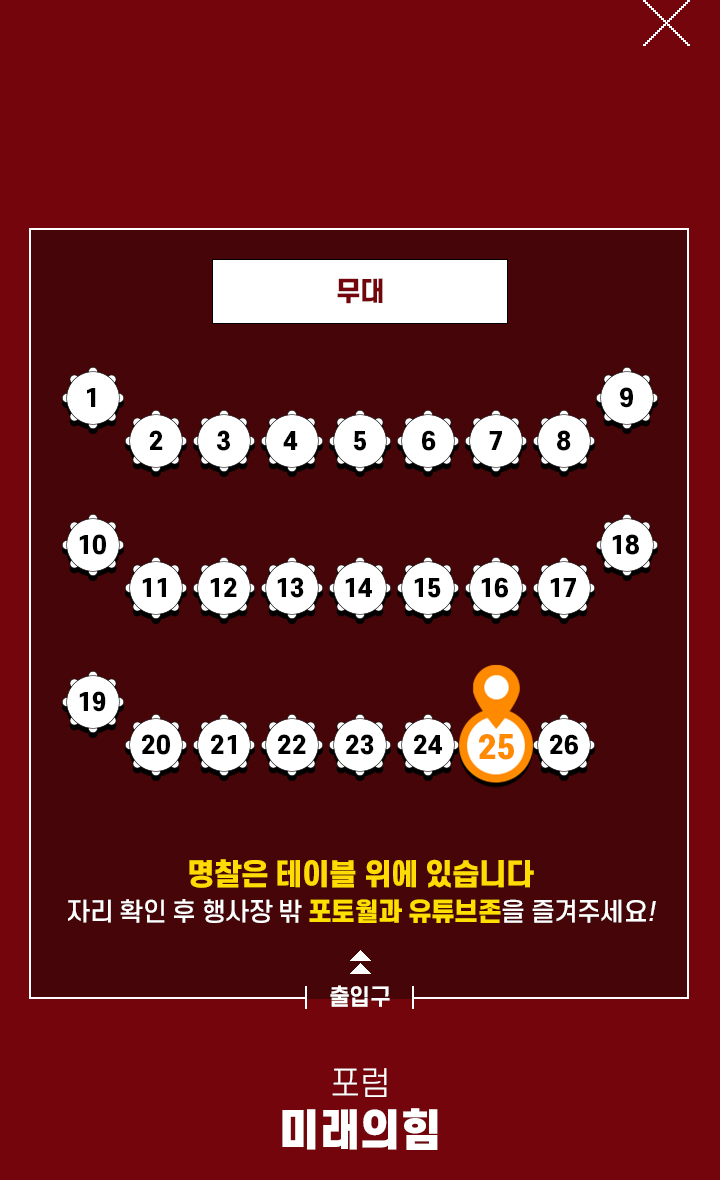 무대
1 9
2 3 4 5 6 7 8
10 18
11 12 13 14 15 16 17
19
20 21 22 23 24 25 26
명찰은 테이블 위에 있습니다
자리 확인 후 행사장 밖 포토월과 유튜브존을 즐겨주세요!
출입구
포럼
미래의힘